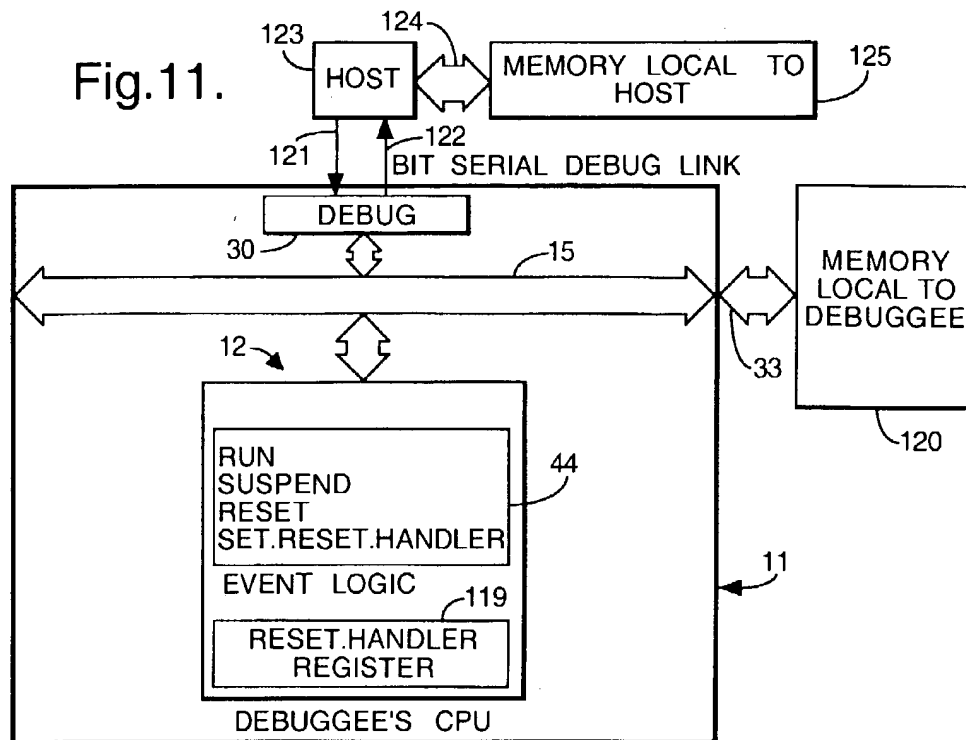 Fig.11.
123
HOST
124
MEMORY LOCAL TO
HOST
125
121
122
BIT SERIAL DEBUG LINK
DEBUG
30
15
MEMORY
LOCAL TO
DEBUGGEE
33
120
12
RUN
SUSPEND
RESET
SET.RESET.HANDLER
44
EVENT LOGIC
119
RESET.HANDLER
REGISTER
11
DEBUGGEE'S CPU